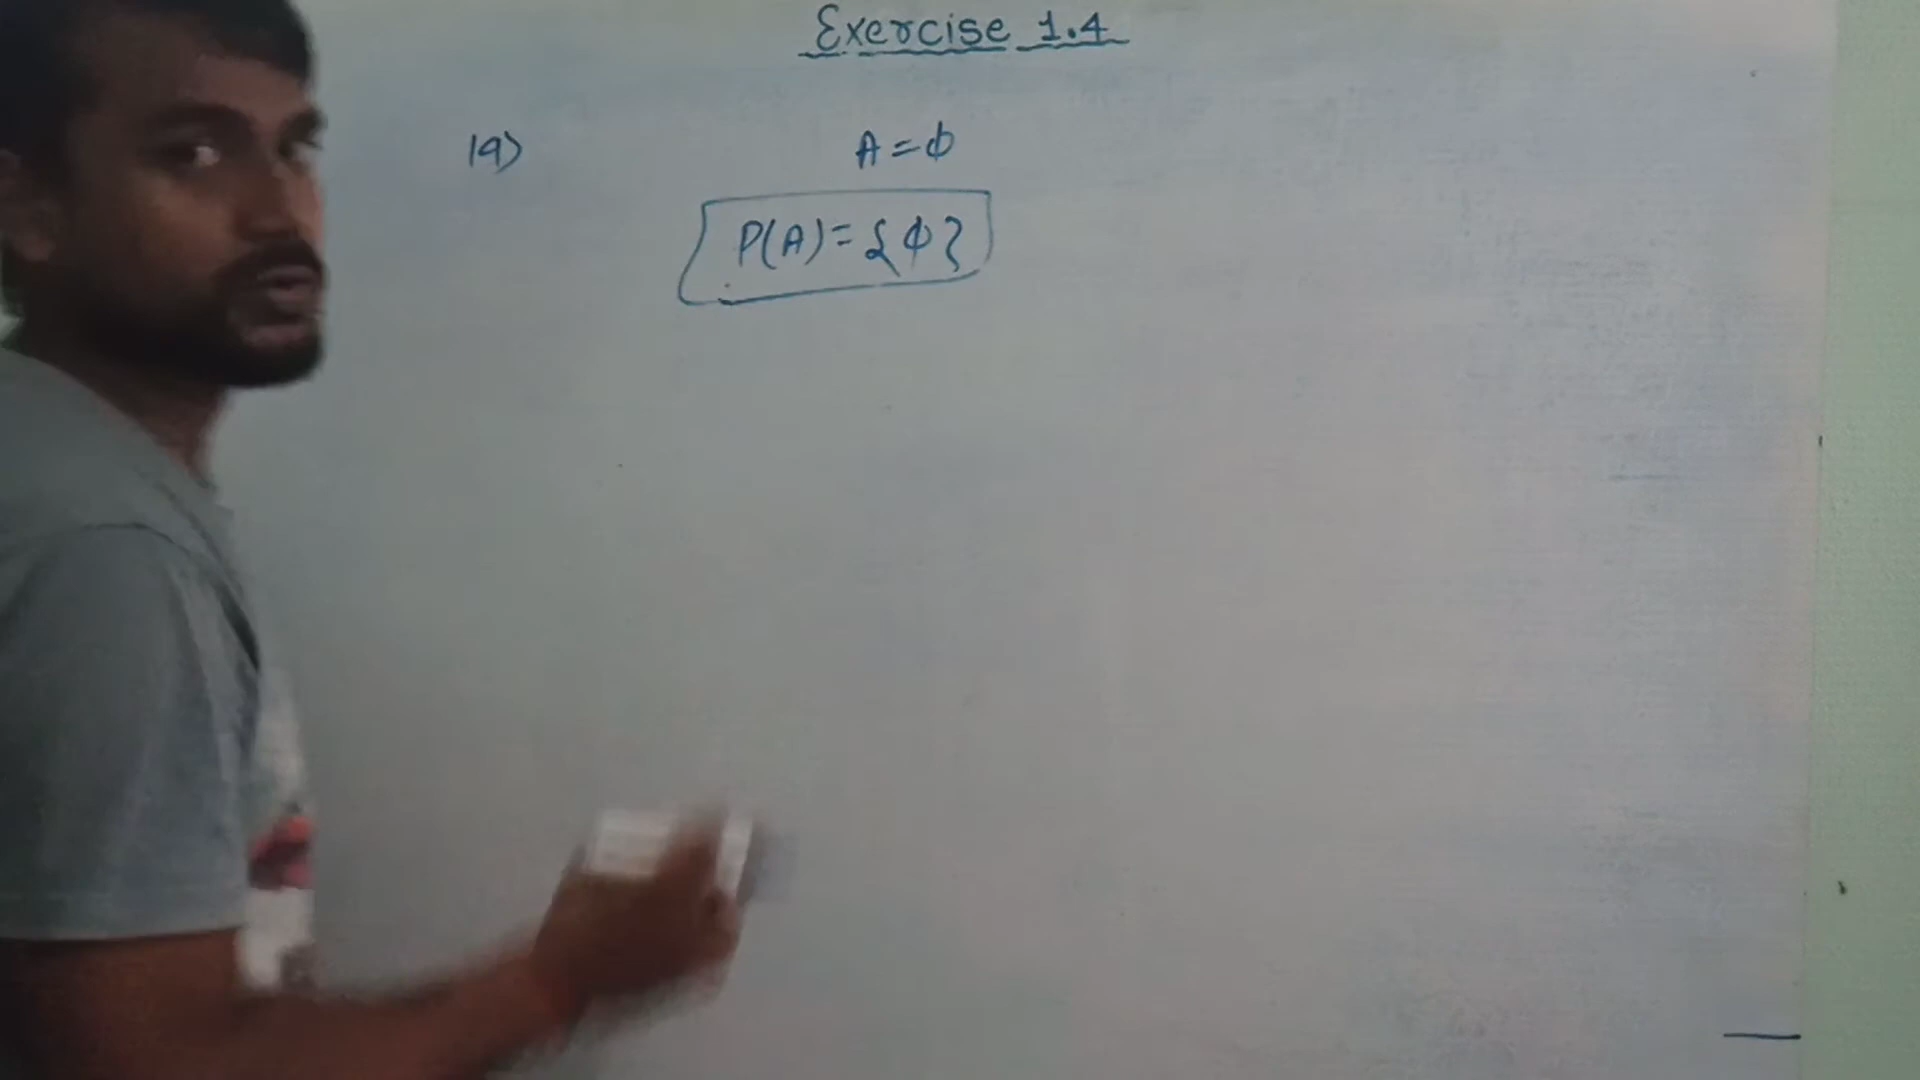 Exercise 1.4
19) A = ϕ
P(A) = {ϕ}